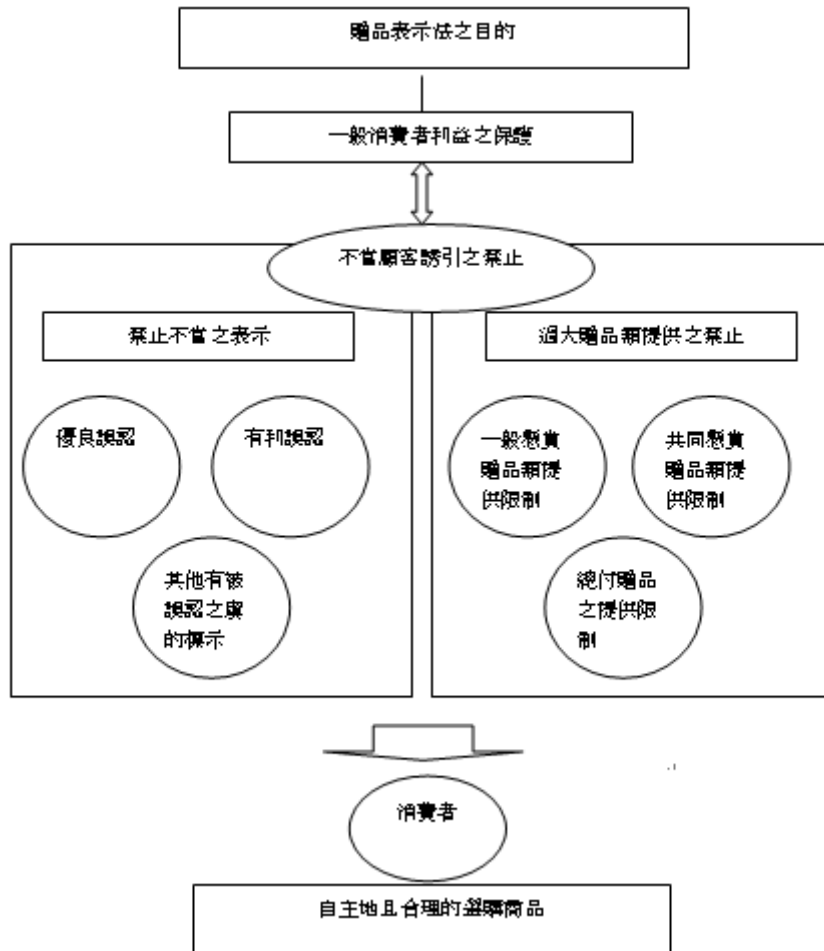 贈品表示法之目的
一般消費者利益之保護
不當顧客誘引之禁止
禁止不當之表示
優良誤認
有利誤認
其他有被
誤認之虞
的標示
過大贈品類提供之禁止
一般懸賞
贈品類提
供限制
共同懸賞
贈品類提
供限制
總付贈品
之提供限
制
消費者
自主地且合理的選購商品